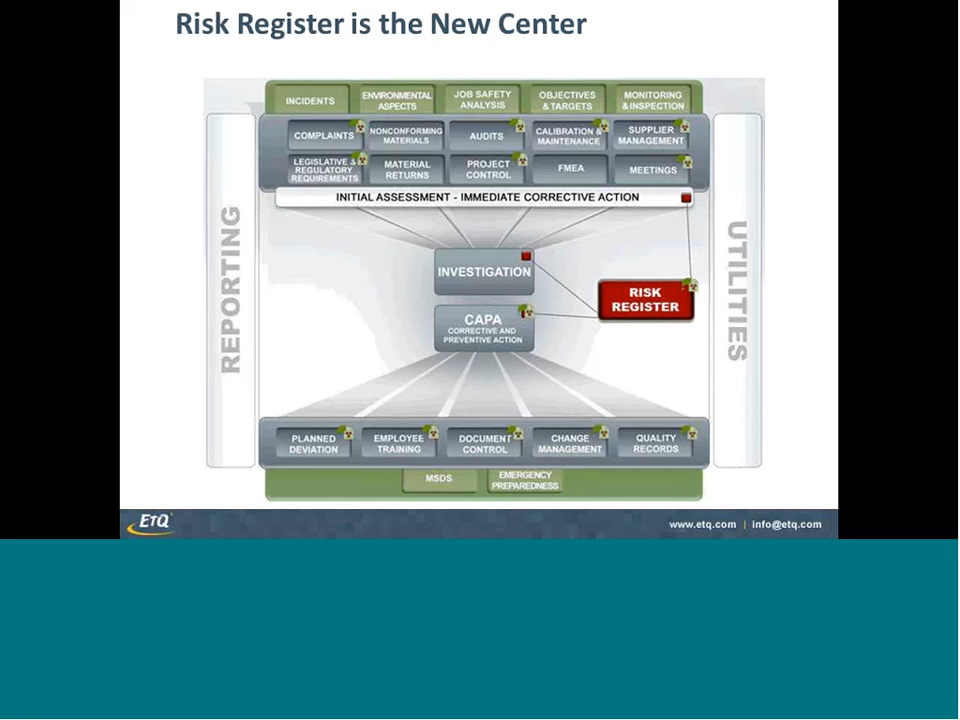 Risk Register is the New Center
INCIDENTS
ENVIRONMENTAL
ASPECTS
JOB SAFETY
ANALYSIS
OBJECTIVES
& TARGETS
MONITORING
& INSPECTION
COMPLAINTS
NONCONFORMING
MATERIALS
AUDITS
CALIBRATION &
MAINTENANCE
SUPPLIER
MANAGEMENT
LEGISLATIVE &
REGULATORY
REQUIREMENTS
MATERIAL
RETURNS
PROJECT
CONTROL
FMEA
MEETINGS
INITIAL ASSESSMENT - IMMEDIATE CORRECTIVE ACTION
REPORTING
INVESTIGATION
RISK
REGISTER
CAPA
CORRECTIVE AND
PREVENTIVE ACTION
UTILITIES
PLANNED
DEVIATION
EMPLOYEE
TRAINING
DOCUMENT
CONTROL
CHANGE
MANAGEMENT
QUALITY
RECORDS
MSDS
EMERGENCY
PREPAREDNESS
ETQ
www.etq.com | info@etq.com